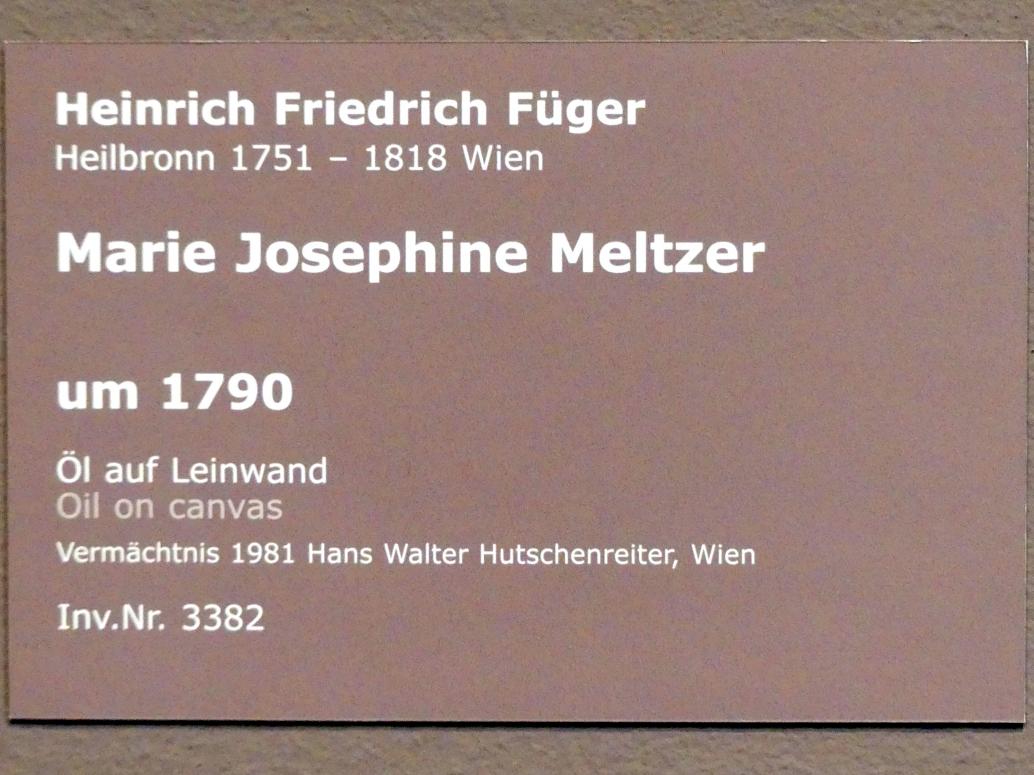 Heinrich Friedrich Füger
Heilbronn 1751 – 1818 Wien
Marie Josephine Meltzer
um 1790
Öl auf Leinwand
Oil on canvas
Vermächtnis 1981 Hans Walter Hutschenreiter, Wien
Inv.Nr. 3382